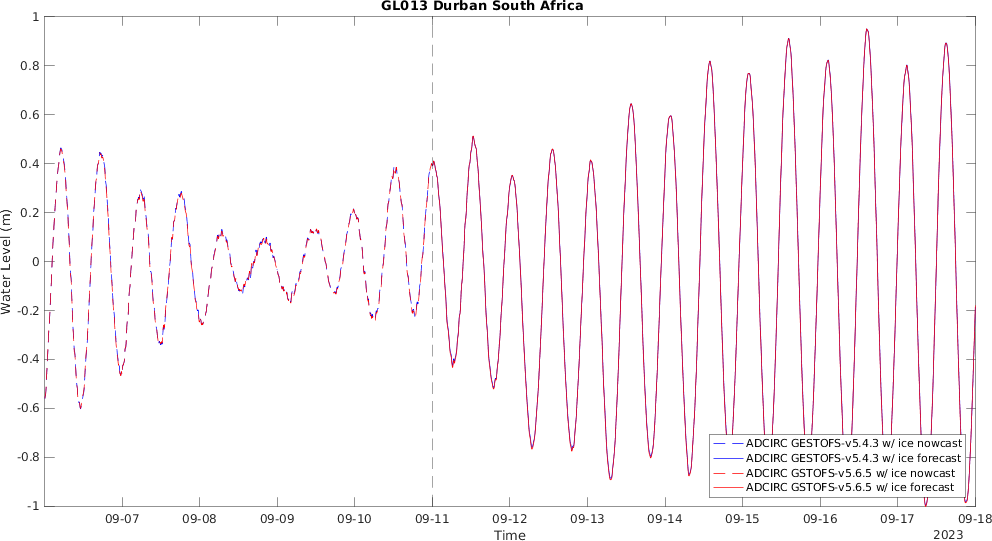 GL013 Durban South Africa
1
0.8
0.6
0.4
0.2
0
-0.2
-0.4
-0.6
-0.8
-1
Water Level (m)
ADCIRC GESTOFS-v5.4.3 w/ ice nowcast
ADCIRC GESTOFS-v5.4.3 w/ ice forecast
ADCIRC GSTOFS-v5.6.5 w/ ice nowcast
ADCIRC GSTOFS-v5.6.5 w/ ice forecast
09-07 09-08 09-09 09-10 09-11 09-12 09-13 09-14 09-15 09-16 09-17 09-18
Time
2023